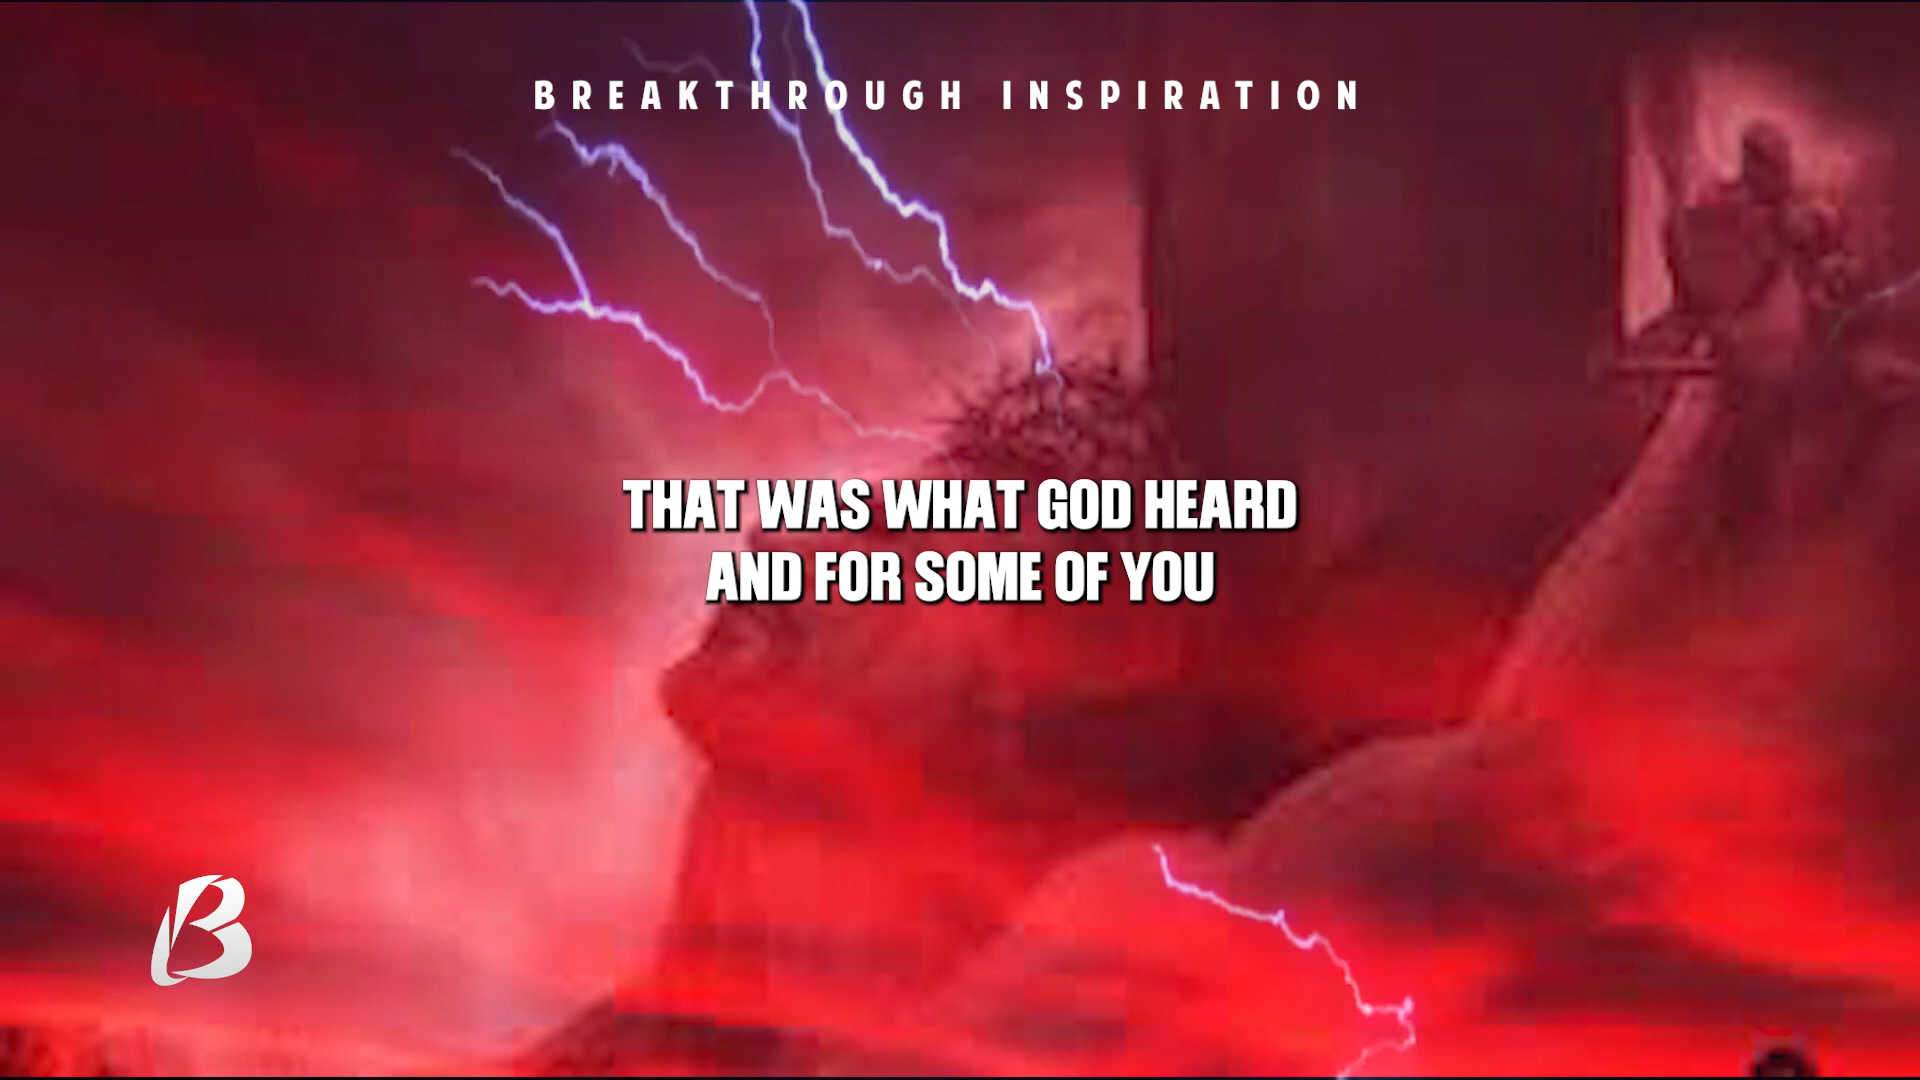 BREAKTHROUGH INSPIRATION
THAT WAS WHAT GOD HEARD
AND FOR SOME OF YOU
B